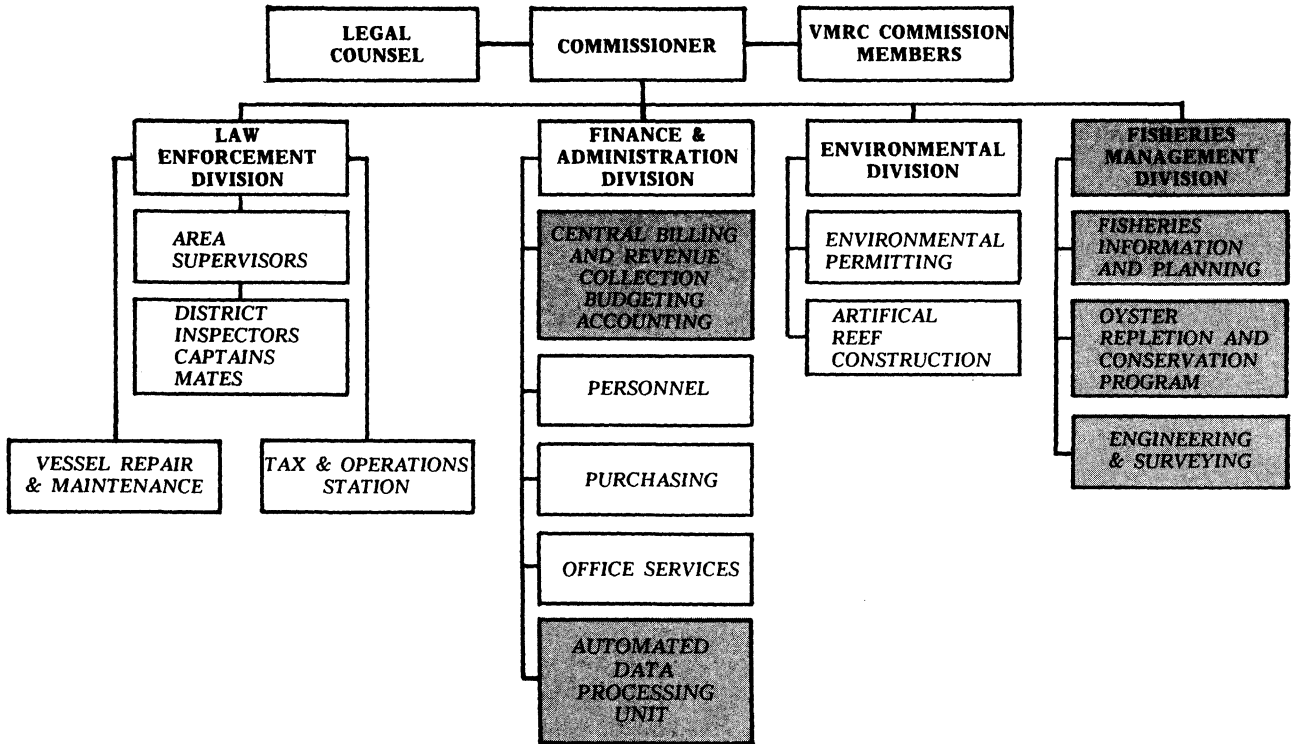 LEGAL
COUNSEL
COMMISSIONER
VMRC COMMISSION
MEMBERS
LAW
ENFORCEMENT
DIVISION
AREA
SUPERVISORS
DISTRICT
INSPECTORS
CAPTAINS
MATES
VESSEL REPAIR
& MAINTENANCE
TAX & OPERATIONS
STATION
FINANCE &
ADMINISTRATION
DIVISION
CENTRAL BILLING
AND REVENUE
COLLECTION
BUDGETING
ACCOUNTING
PERSONNEL
PURCHASING
OFFICE SERVICES
AUTOMATED
DATA
PROCESSING
UNIT
ENVIRONMENTAL
DIVISION
ENVIRONMENTAL
PERMITTING
ARTIFICAL
REEF
CONSTRUCTION
FISHERIES
MANAGEMENT
DIVISION
FISHERIES
INFORMATION
AND PLANNING
OYSTER
REPLETION AND
CONSERVATION
PROGRAM
ENGINEERING
& SURVEYING